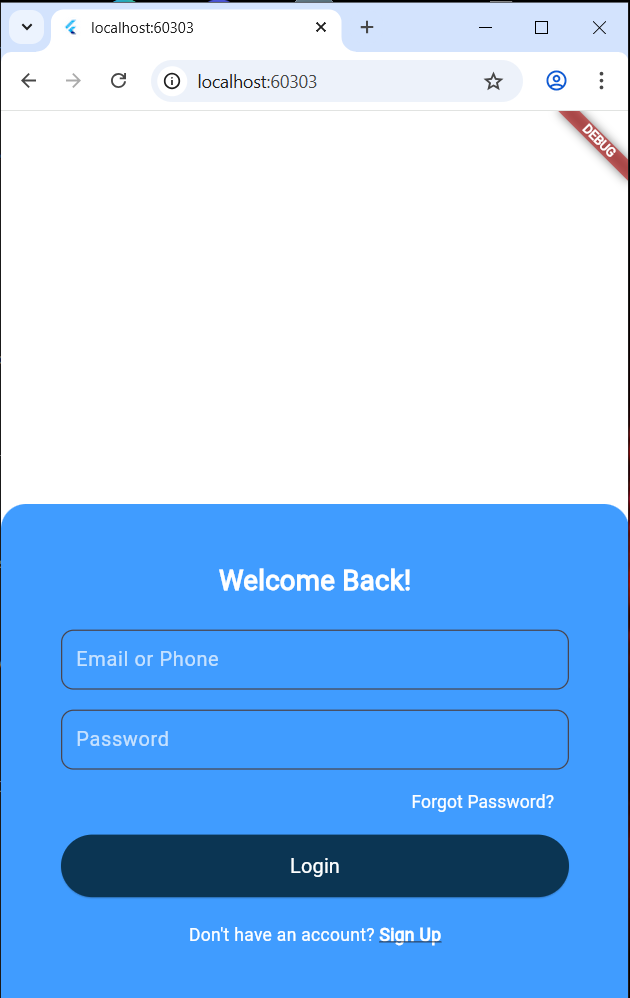 localhost:60303
localhost:60303
DEBUG
Welcome Back!
Email or Phone
Password
Forgot Password?
Login
Don't have an account? Sign Up